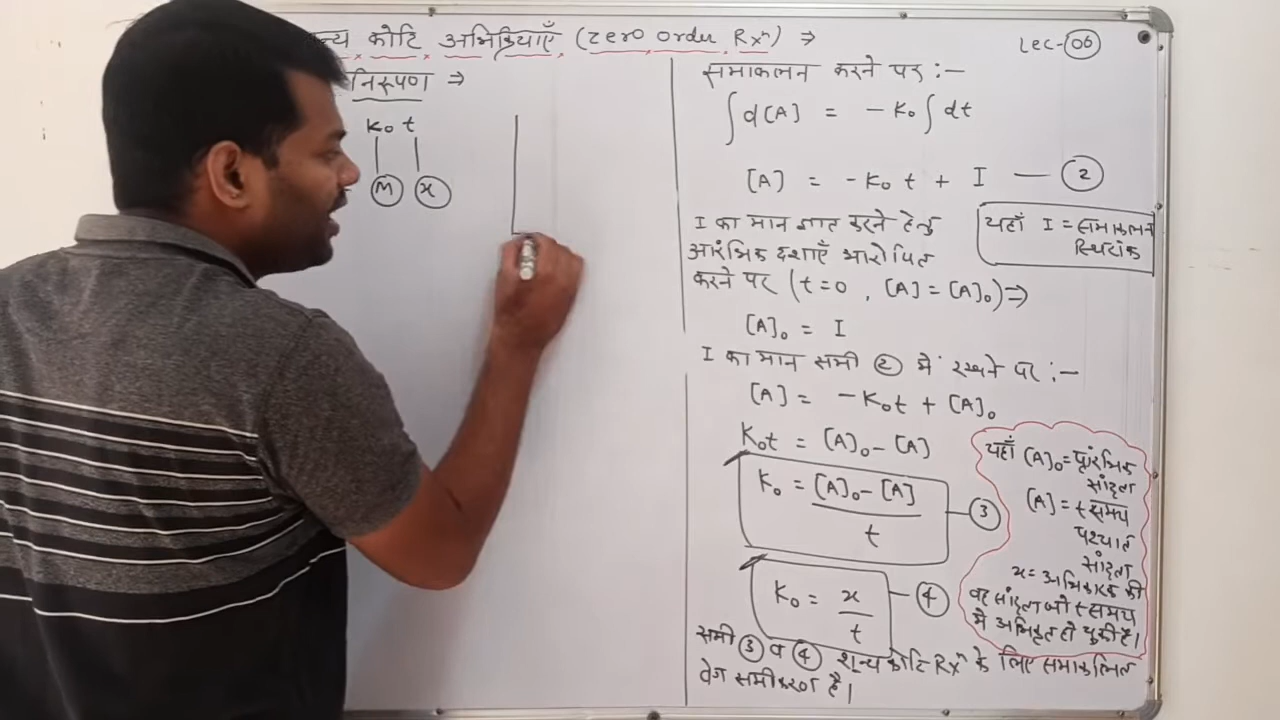 कोटि अभिक्रियाएँ (zero order Rxⁿ) ⇒
Lec-06
निरूपण ⇒
K₀ t
M x
समाकलन करने पर :-
∫d[A] = - K₀ ∫dt
[A] = -K₀ t + I — 2
I का मान ज्ञात करने हेतु
आरंभिक दशाएँ आरोपित
करने पर (t=0 , [A] = [A]₀) ⇒
यहाँ I = समाकलन
स्थिरांक
[A]₀ = I
I का मान समी 2 में रखने पर :-
[A] = -K₀t + [A]₀
K₀t = [A]₀ - [A]
K₀ = [A]₀ - [A] / t — 3
K₀ = x / t — 4
यहाँ [A]₀ = प्रारंभिक
सांद्रता
[A] = t समय
पश्चात
सांद्रता
x = अभिकारक की
वह सांद्रता जो t समय
में अभिकृत हो चुकी है।
समी 3 व 4 शून्य कोटि Rxⁿ के लिए समाकलित
वेग समीकरण है।